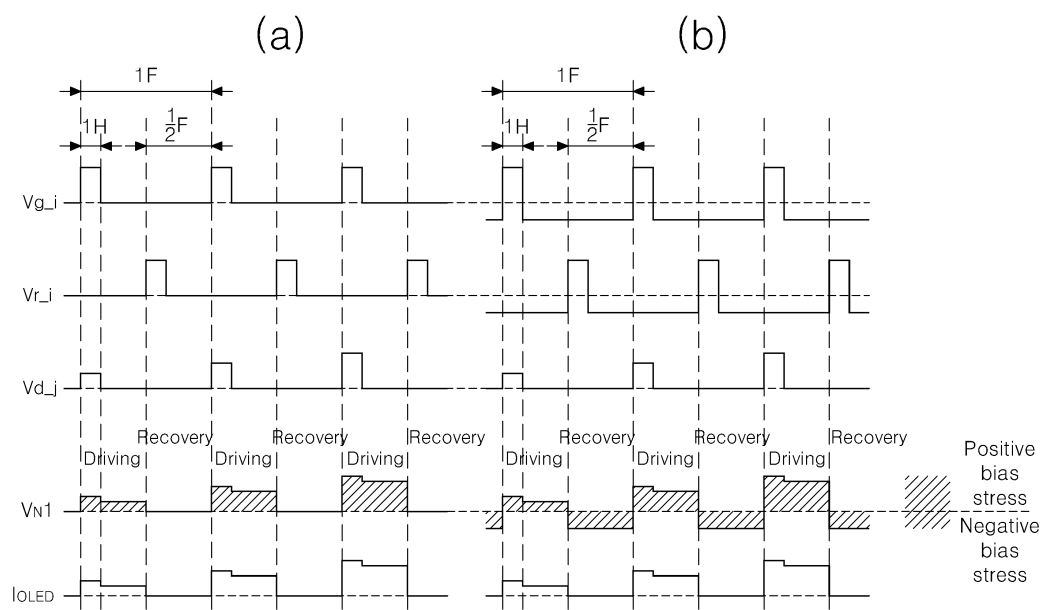 (a) (b)
1F 1F
1H ½F 1H ½F
Vg_i
Vr_i
Vd_j
Recovery Recovery Recovery Recovery Recovery Recovery
Driving Driving Driving Driving Driving Driving
Positive
bias
stress
VN1
Negative
bias
stress
IOLED